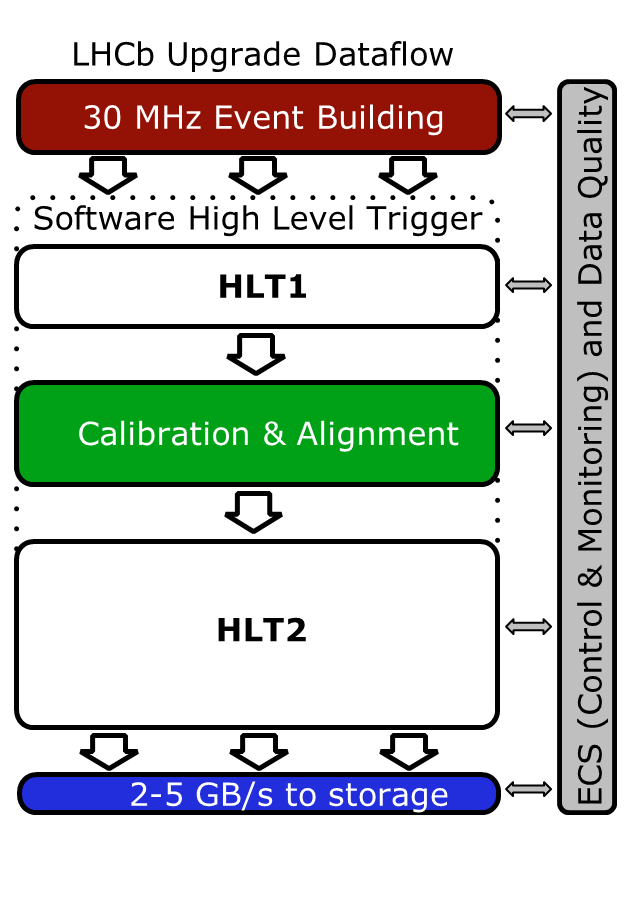 LHCb Upgrade Dataflow
30 MHz Event Building
Software High Level Trigger
HLT1
Calibration & Alignment
HLT2
2-5 GB/s to storage
ECS (Control & Monitoring) and Data Quality